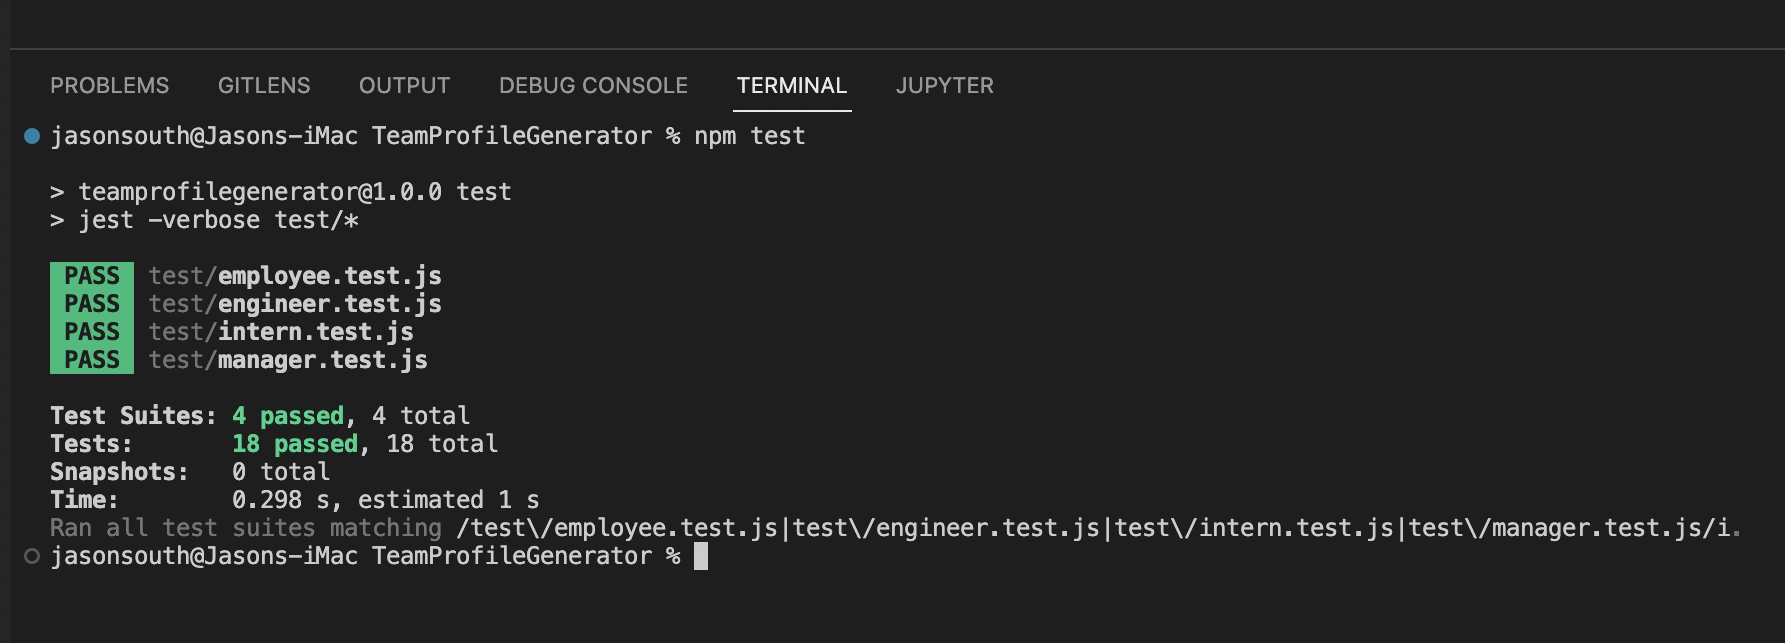 PROBLEMS GITLENS OUTPUT DEBUG CONSOLE TERMINAL JUPYTER
jasonsouth@Jasons-iMac TeamProfileGenerator % npm test
> teamprofilegenerator@1.0.0 test
> jest -verbose test/*
PASS test/employee.test.js
PASS test/engineer.test.js
PASS test/intern.test.js
PASS test/manager.test.js
Test Suites: 4 passed, 4 total
Tests: 18 passed, 18 total
Snapshots: 0 total
Time: 0.298 s, estimated 1 s
Ran all test suites matching /test\/employee.test.js|test\/engineer.test.js|test\/intern.test.js|test\/manager.test.js/i.
jasonsouth@Jasons-iMac TeamProfileGenerator %